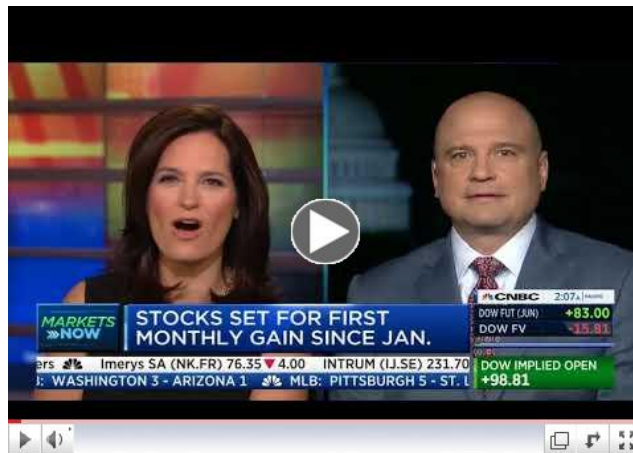 MARKETS
NOW
STOCKS SET FOR FIRST
MONTHLY GAIN SINCE JAN.
CNBC 2:07A
DOW FUT (JUN) +83.00
DOW FV -15.81
DOW IMPLIED OPEN
+98.81
ers Imerys SA (NK.FR) 76.35▼4.00 INTRUM (IJ.SE) 231.70
: WASHINGTON 3 - ARIZONA 1 MLB: PITTSBURGH 5 - ST. L